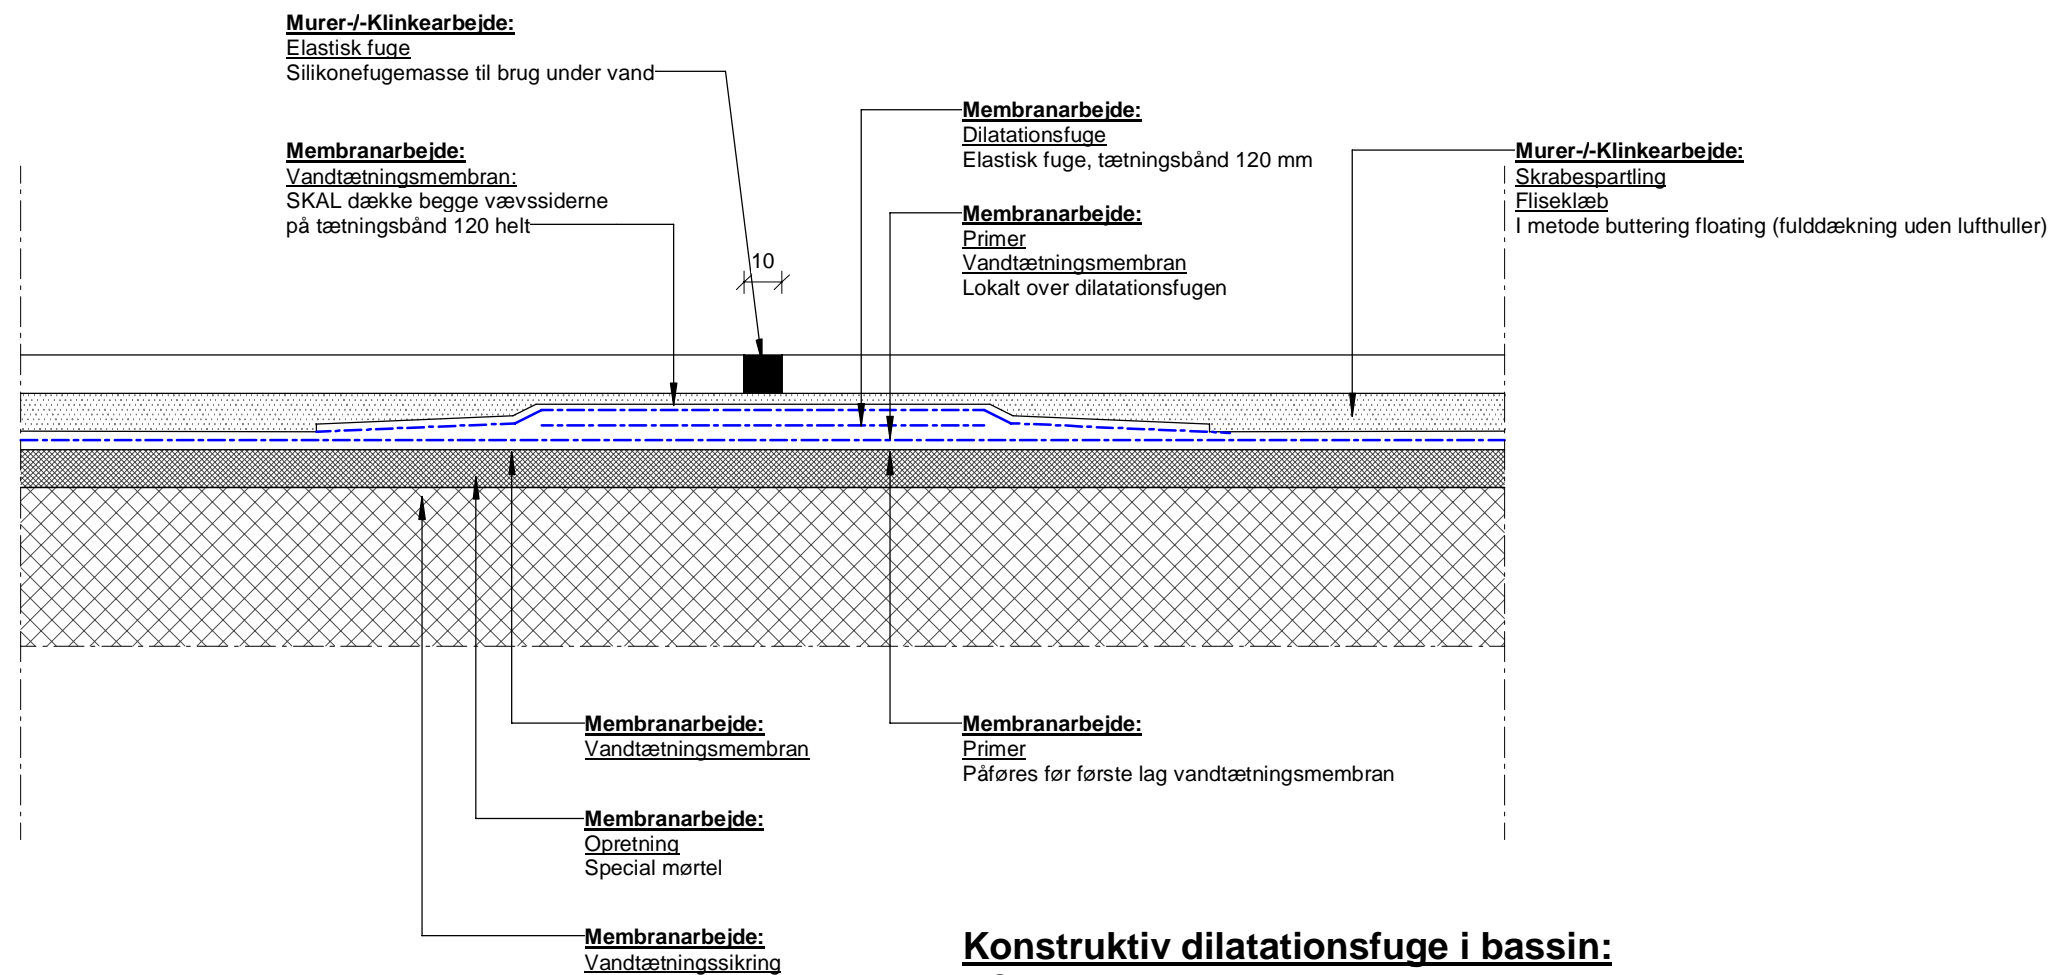 Murer-/-Klinkearbejde:
Elastisk fuge
Silikonefugemasse til brug under vand
Membranarbejde:
Vandtætningsmembran:
SKAL dække begge vævssiderne
på tætningsbånd 120 helt
10
Membranarbejde:
Dilatationsfuge
Elastisk fuge, tætningsbånd 120 mm
Membranarbejde:
Primer
Vandtætningsmembran
Lokalt over dilatationsfugen
Murer-/-Klinkearbejde:
Skrabespartling
Fliseklæb
I metode buttering floating (fulddækning uden lufthuller)
Membranarbejde:
Vandtætningsmembran
Membranarbejde:
Primer
Påføres før første lag vandtætningsmembran
Membranarbejde:
Opretning
Special mørtel
Membranarbejde:
Vandtætningssikring
Konstruktiv dilatationsfuge i bassin: